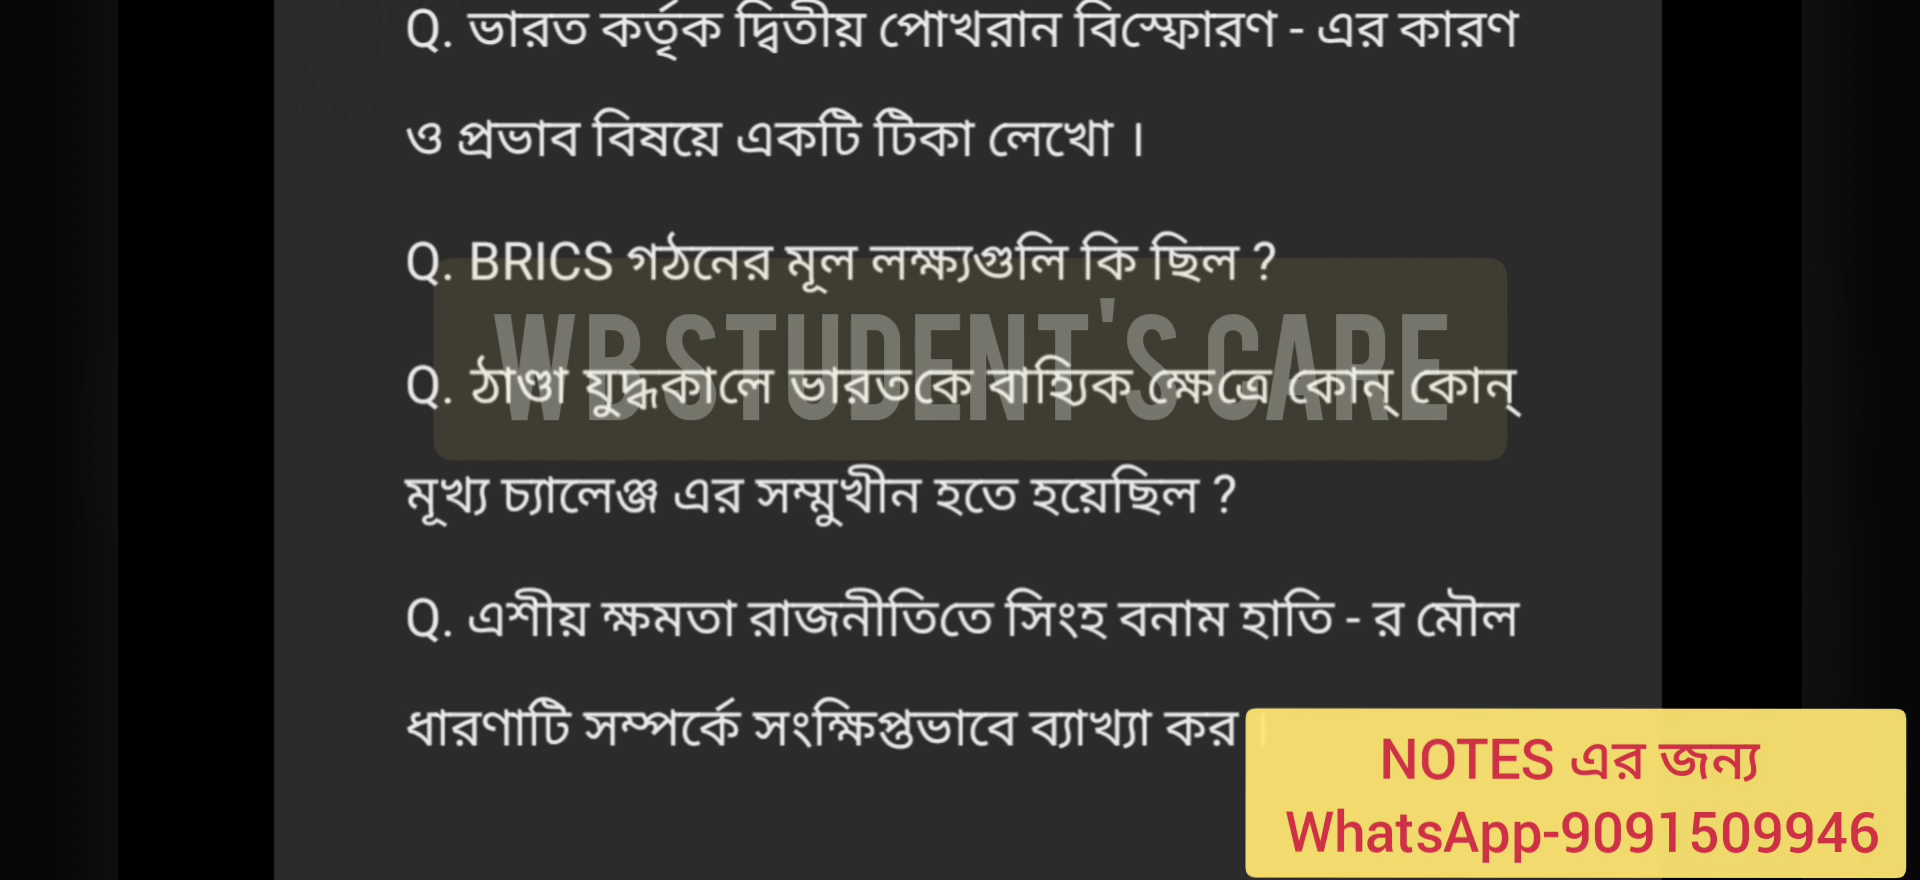 Q. ভারত কর্তৃক দ্বিতীয় পোখরান বিস্ফোরণ - এর কারণ
ও প্রভাব বিষয়ে একটি টিকা লেখো ।
Q. BRICS গঠনের মূল লক্ষ্যগুলি কি ছিল ?
WB STUDENT'S CARE
Q. ঠাণ্ডা যুদ্ধকালে ভারতকে বাহ্যিক ক্ষেত্রে কোন্ কোন্
মূখ্য চ্যালেঞ্জ এর সম্মুখীন হতে হয়েছিল ?
Q. এশীয় ক্ষমতা রাজনীতিতে সিংহ বনাম হাতি - র মৌল
ধারণাটি সম্পর্কে সংক্ষিপ্তভাবে ব্যাখ্যা কর ।
NOTES এর জন্য
WhatsApp-9091509946